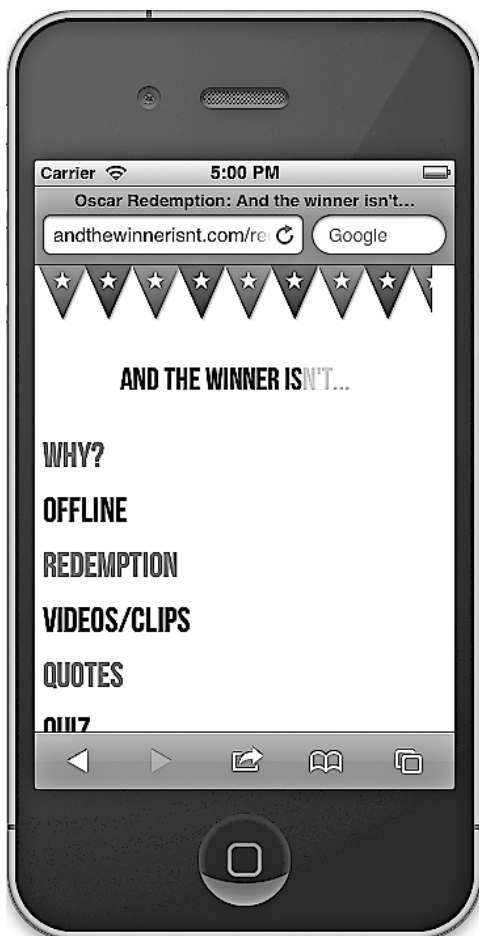 Carrier 5:00 PM
Oscar Redemption: And the winner isn't...
andthewinnerisnt.com/re Google
AND THE WINNER ISN'T...
WHY?
OFFLINE
REDEMPTION
VIDEOS/CLIPS
QUOTES
QUIZ